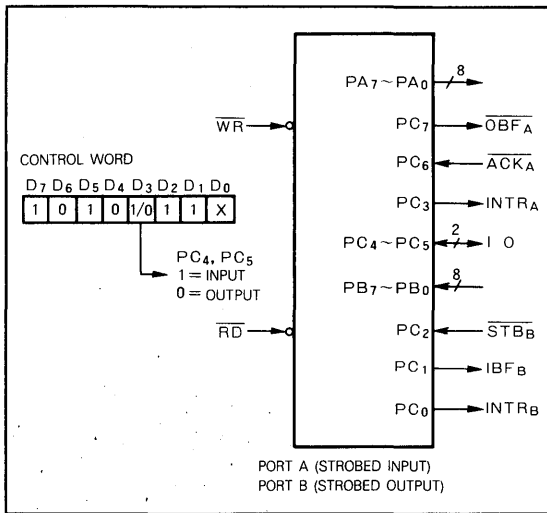 PA7~PA0 8
WR
PC7 OBFA
CONTROL WORD
PC6 ACKA
D7 D6 D5 D4 D3 D2 D1 D0
1 0 1 0 1/0 1 1 X
PC3 INTRA
PC4~PC5 2 I O
PC4, PC5
1 = INPUT
0 = OUTPUT
PB7~PB0 8
RD
PC2 STBB
PC1 IBFB
PC0 INTRB
PORT A (STROBED INPUT)
PORT B (STROBED OUTPUT)